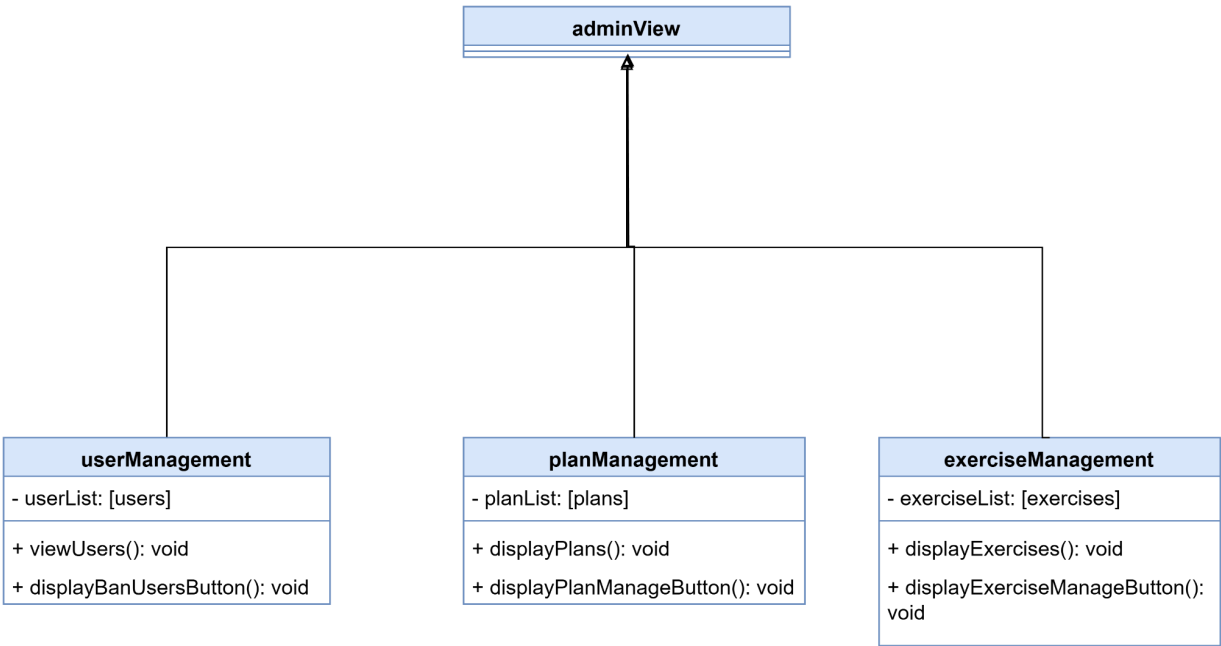 adminView
userManagement
- userList: [users]
+ viewUsers(): void
+ displayBanUsersButton(): void
planManagement
- planList: [plans]
+ displayPlans(): void
+ displayPlanManageButton(): void
exerciseManagement
- exerciseList: [exercises]
+ displayExercises(): void
+ displayExerciseManageButton():
void